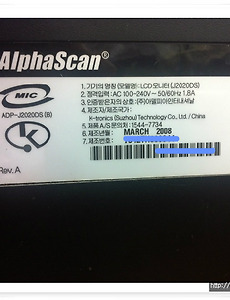 AlphaScan
MIC
ADP-J2020DS (B)
Rev.A
1. 기기의 명칭 (모델명): LCD 모니터 (J2020DS)
2. 정격입력: AC 100-240V~ 50/60Hz 1.8A
3. 인증받은자의 상호: (주)알파스캔인터내셔날
4. 제조자/제조국가:
K-tronics (Suzhou) Technology Co., Ltd. / China
5. 제품 A/S 문의처: 1544-7734
6. 제조년월: MARCH 2008
7. 제조번호: